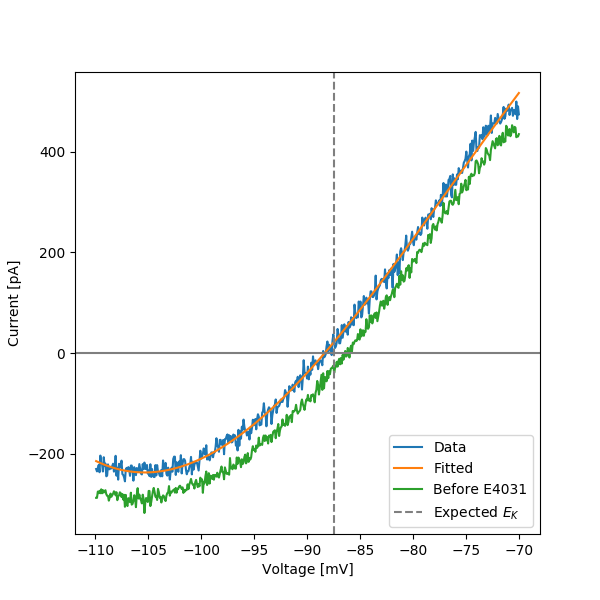 400
200
0
−200
Current [pA]
Data
Fitted
Before E4031
Expected E_K
−110 −105 −100 −95 −90 −85 −80 −75 −70
Voltage [mV]